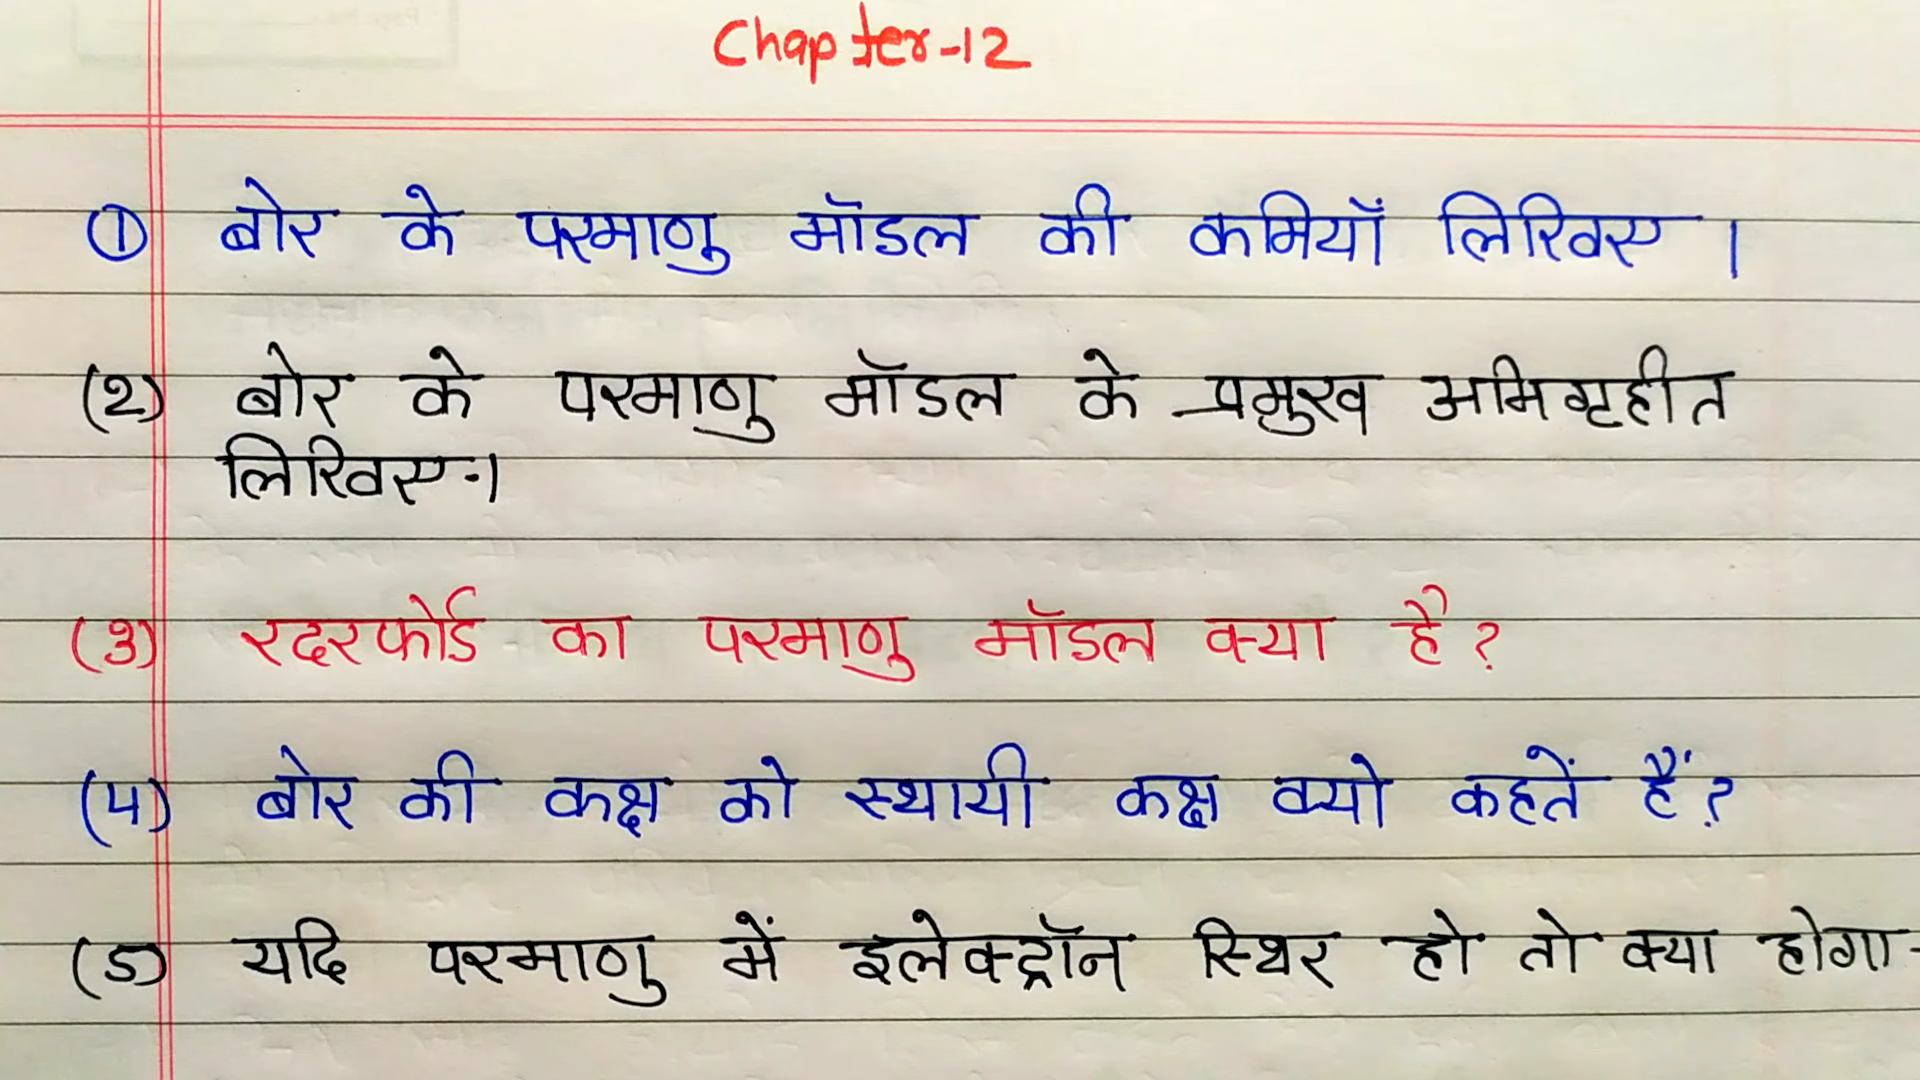 Chapter-12
① बोर के परमाणु मॉडल की कमियाँ लिखिए ।
(2) बोर के परमाणु मॉडल के प्रमुख अभिगृहीत
लिखिए-।
(3) रदरफोर्ड का परमाणु मॉडल क्या है ?
(4) बोर की कक्ष को स्थायी कक्ष क्यो कहतें हैं ?
(5) यदि परमाणु में इलेक्ट्रॉन स्थिर हो तो क्या होगा-